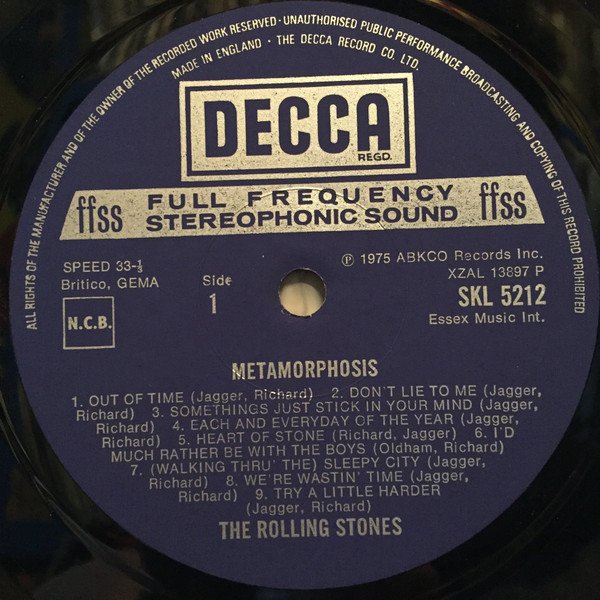 ALL RIGHTS OF THE MANUFACTURER AND OF THE OWNER OF THE RECORDED WORK RESERVED · UNAUTHORISED PUBLIC PERFORMANCE BROADCASTING AND COPYING OF THIS RECORD PROHIBITED
MADE IN ENGLAND · THE DECCA RECORD CO. LTD.
DECCA
REGD.
ffss FULL FREQUENCY STEREOPHONIC SOUND ffss
SPEED 33-⅓
Britico, GEMA
N.C.B.
Side
1
℗ 1975 ABKCO Records Inc.
XZAL 13897 P
SKL 5212
Essex Music Int.
METAMORPHOSIS
1. OUT OF TIME (Jagger, Richard) 2. DON'T LIE TO ME (Jagger,
Richard) 3. SOMETHINGS JUST STICK IN YOUR MIND (Jagger,
Richard) 4. EACH AND EVERYDAY OF THE YEAR (Jagger,
Richard) 5. HEART OF STONE (Richard, Jagger) 6. I'D
MUCH RATHER BE WITH THE BOYS (Oldham, Richard)
7. (WALKING THRU' THE) SLEEPY CITY (Jagger,
Richard) 8. WE'RE WASTIN' TIME (Jagger,
Richard) 9. TRY A LITTLE HARDER
(Jagger, Richard)
THE ROLLING STONES